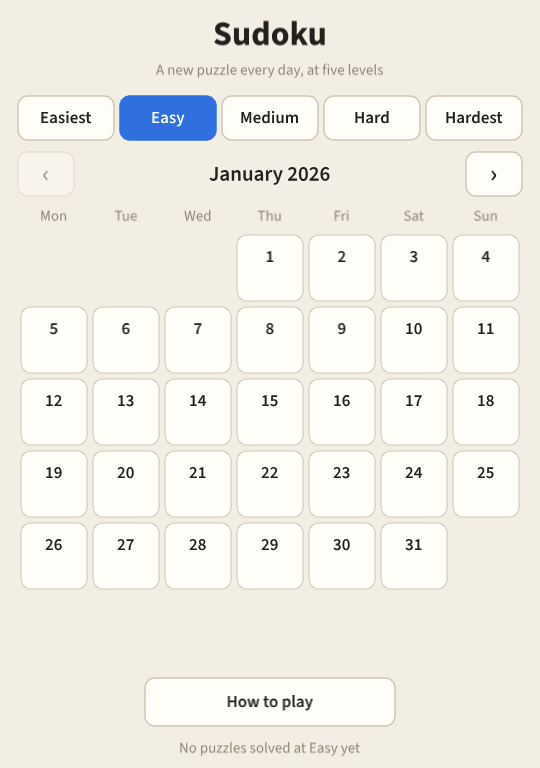 Sudoku
A new puzzle every day, at five levels
Easiest Easy Medium Hard Hardest
‹ January 2026 ›
Mon Tue Wed Thu Fri Sat Sun
1 2 3 4
5 6 7 8 9 10 11
12 13 14 15 16 17 18
19 20 21 22 23 24 25
26 27 28 29 30 31
How to play
No puzzles solved at Easy yet